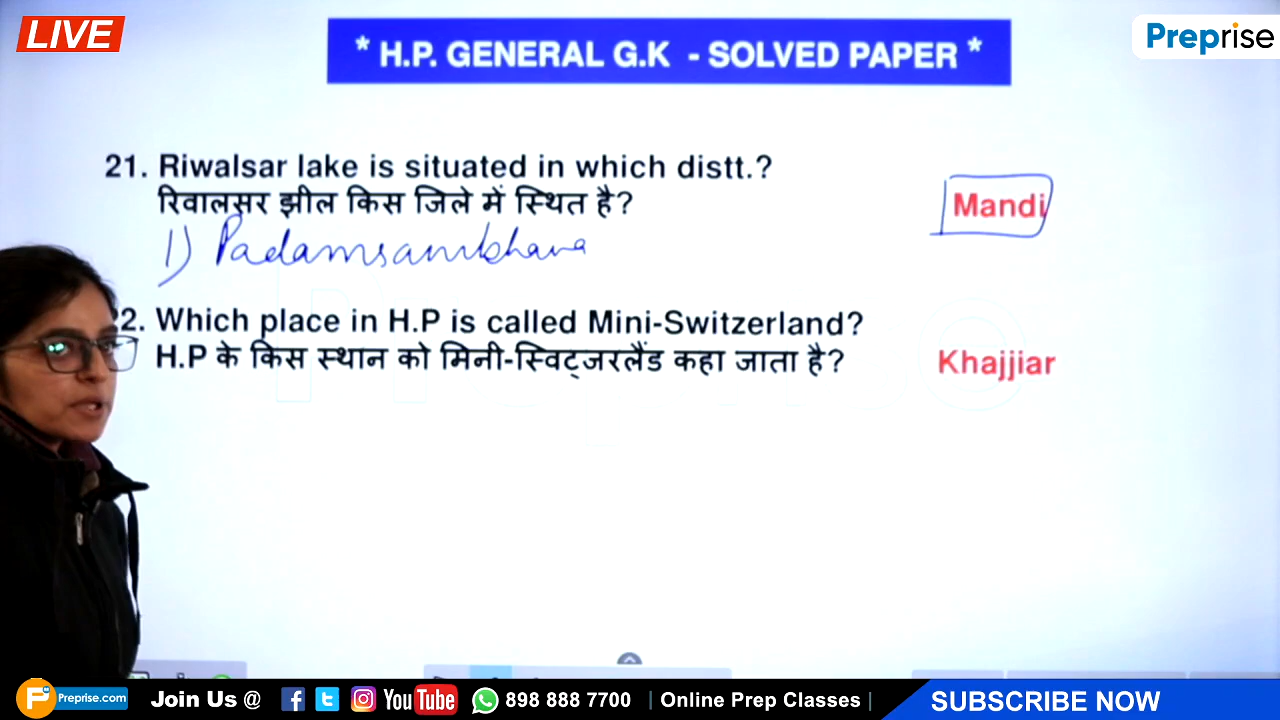 LIVE
* H.P. GENERAL G.K - SOLVED PAPER *
Preprise
21. Riwalsar lake is situated in which distt.?
रिवालसर झील किस जिले में स्थित है?
Mandi
1) Padamsambhava
22. Which place in H.P is called Mini-Switzerland?
H.P के किस स्थान को मिनी-स्विट्जरलैंड कहा जाता है?
Khajjiar
Preprise.com Join Us @ YouTube 898 888 7700 | Online Prep Classes | SUBSCRIBE NOW